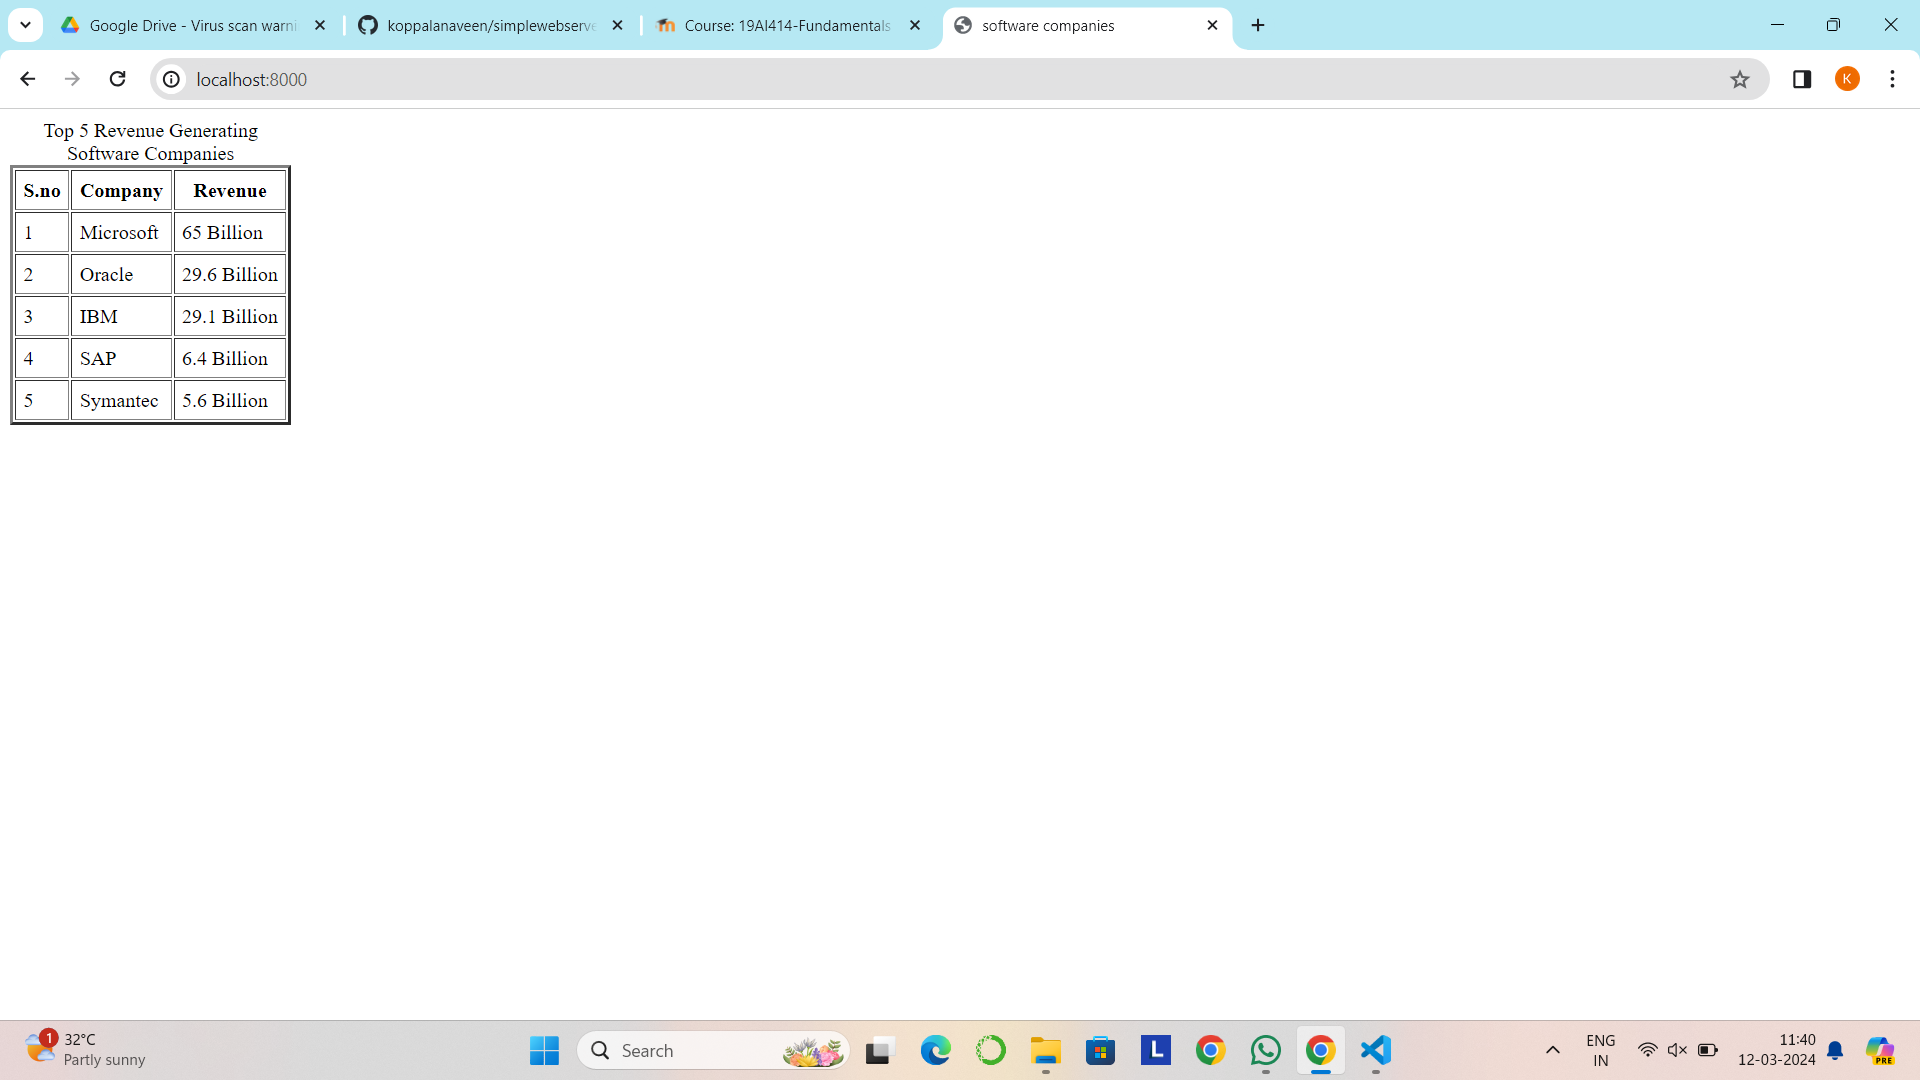 Google Drive - Virus scan warni
koppalanaveen/simplewebserve
Course: 19AI414-Fundamentals
software companies
localhost:8000
K
Top 5 Revenue Generating
Software Companies
S.no Company Revenue
1 Microsoft 65 Billion
2 Oracle 29.6 Billion
3 IBM 29.1 Billion
4 SAP 6.4 Billion
5 Symantec 5.6 Billion
1
32°C
Partly sunny
Search
L
ENG
IN
11:40
12-03-2024
PRE